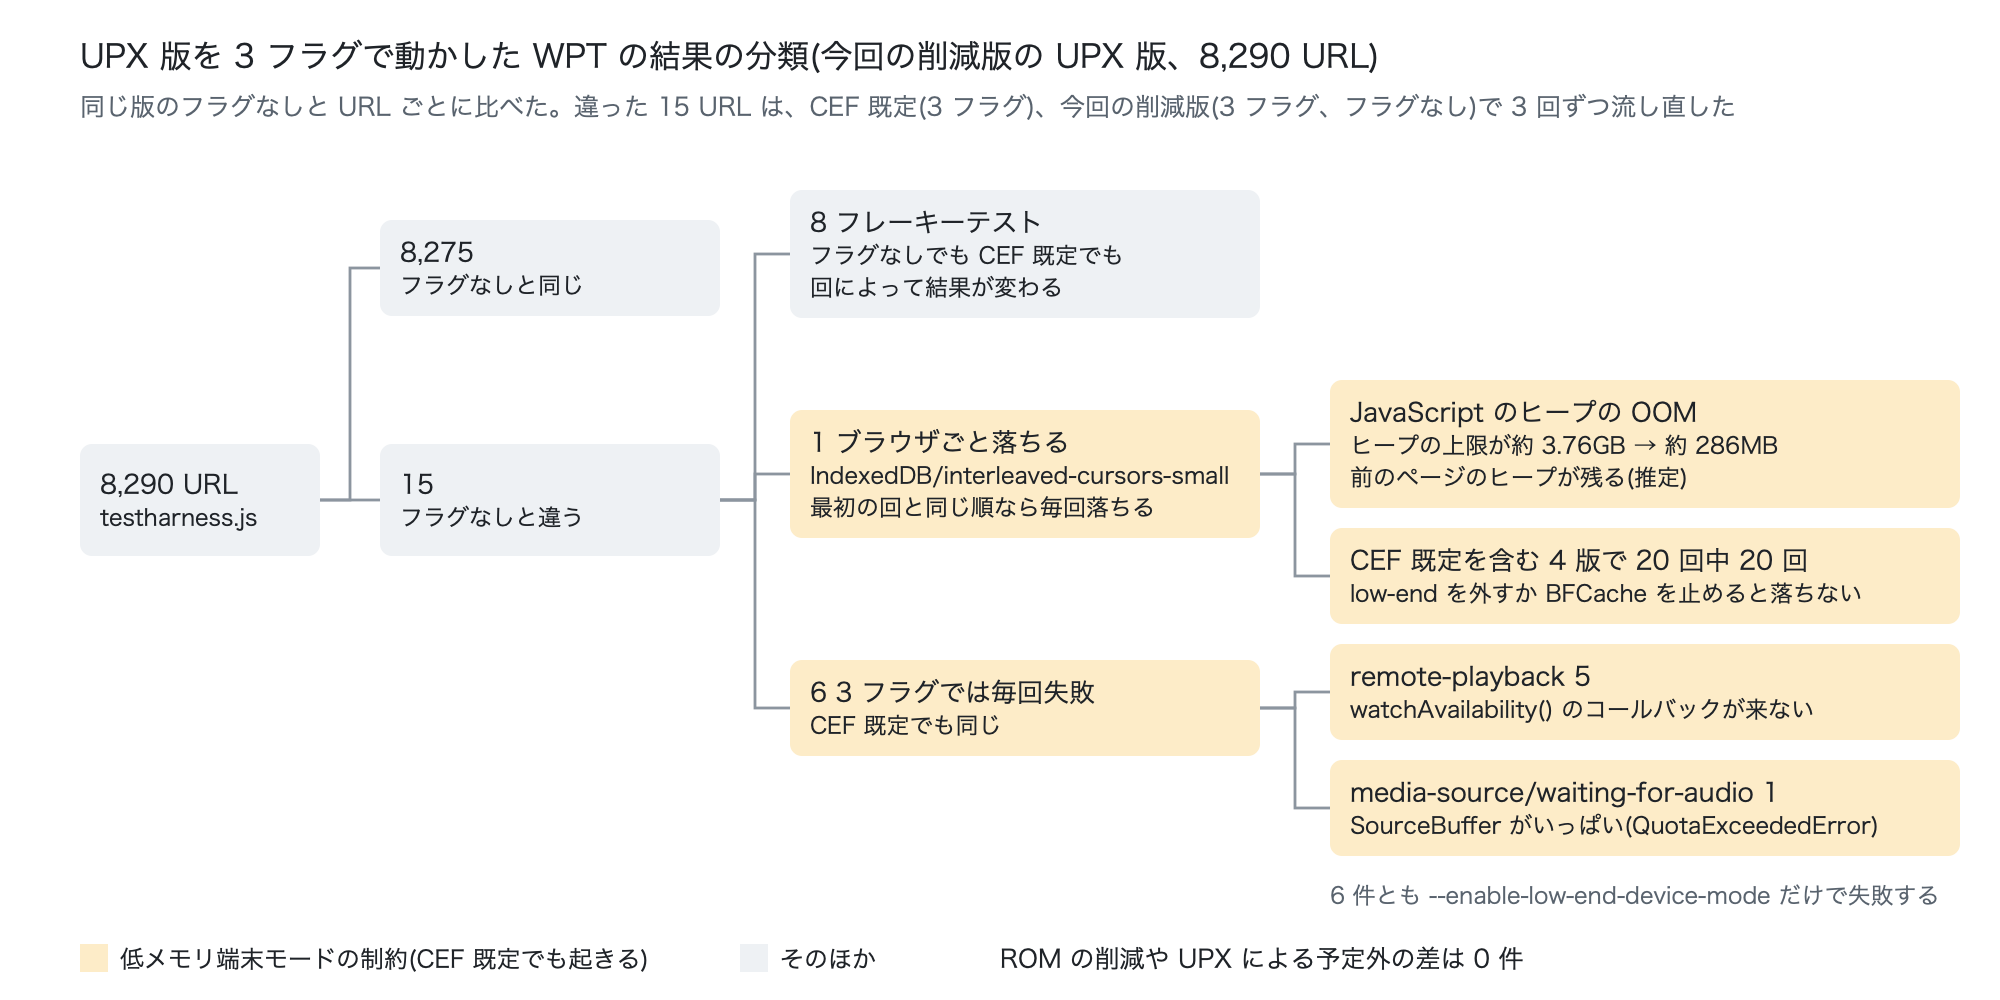 UPX 版を 3 フラグで動かした WPT の結果の分類(今回の削減版の UPX 版、8,290 URL)
同じ版のフラグなしと URL ごとに比べた。違った 15 URL は、CEF 既定(3 フラグ)、今回の削減版(3 フラグ、フラグなし)で 3 回ずつ流し直した
8,290 URL
testharness.js
8,275
フラグなしと同じ
15
フラグなしと違う
8 フレーキーテスト
フラグなしでも CEF 既定でも
回によって結果が変わる
1 ブラウザごと落ちる
IndexedDB/interleaved-cursors-small
最初の回と同じ順なら毎回落ちる
6 3 フラグでは毎回失敗
CEF 既定でも同じ
JavaScript のヒープの OOM
ヒープの上限が約 3.76GB → 約 286MB
前のページのヒープが残る(推定)
CEF 既定を含む 4 版で 20 回中 20 回
low-end を外すか BFCache を止めると落ちない
remote-playback 5
watchAvailability() のコールバックが来ない
media-source/waiting-for-audio 1
SourceBuffer がいっぱい(QuotaExceededError)
6 件とも --enable-low-end-device-mode だけで失敗する
低メモリ端末モードの制約(CEF 既定でも起きる)
そのほか
ROM の削減や UPX による予定外の差は 0 件